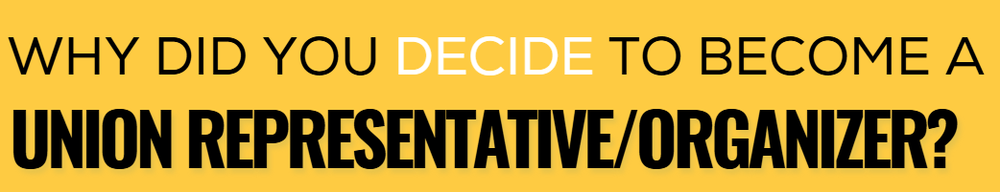 WHY DID YOU DECIDE TO BECOME A
UNION REPRESENTATIVE/ORGANIZER?